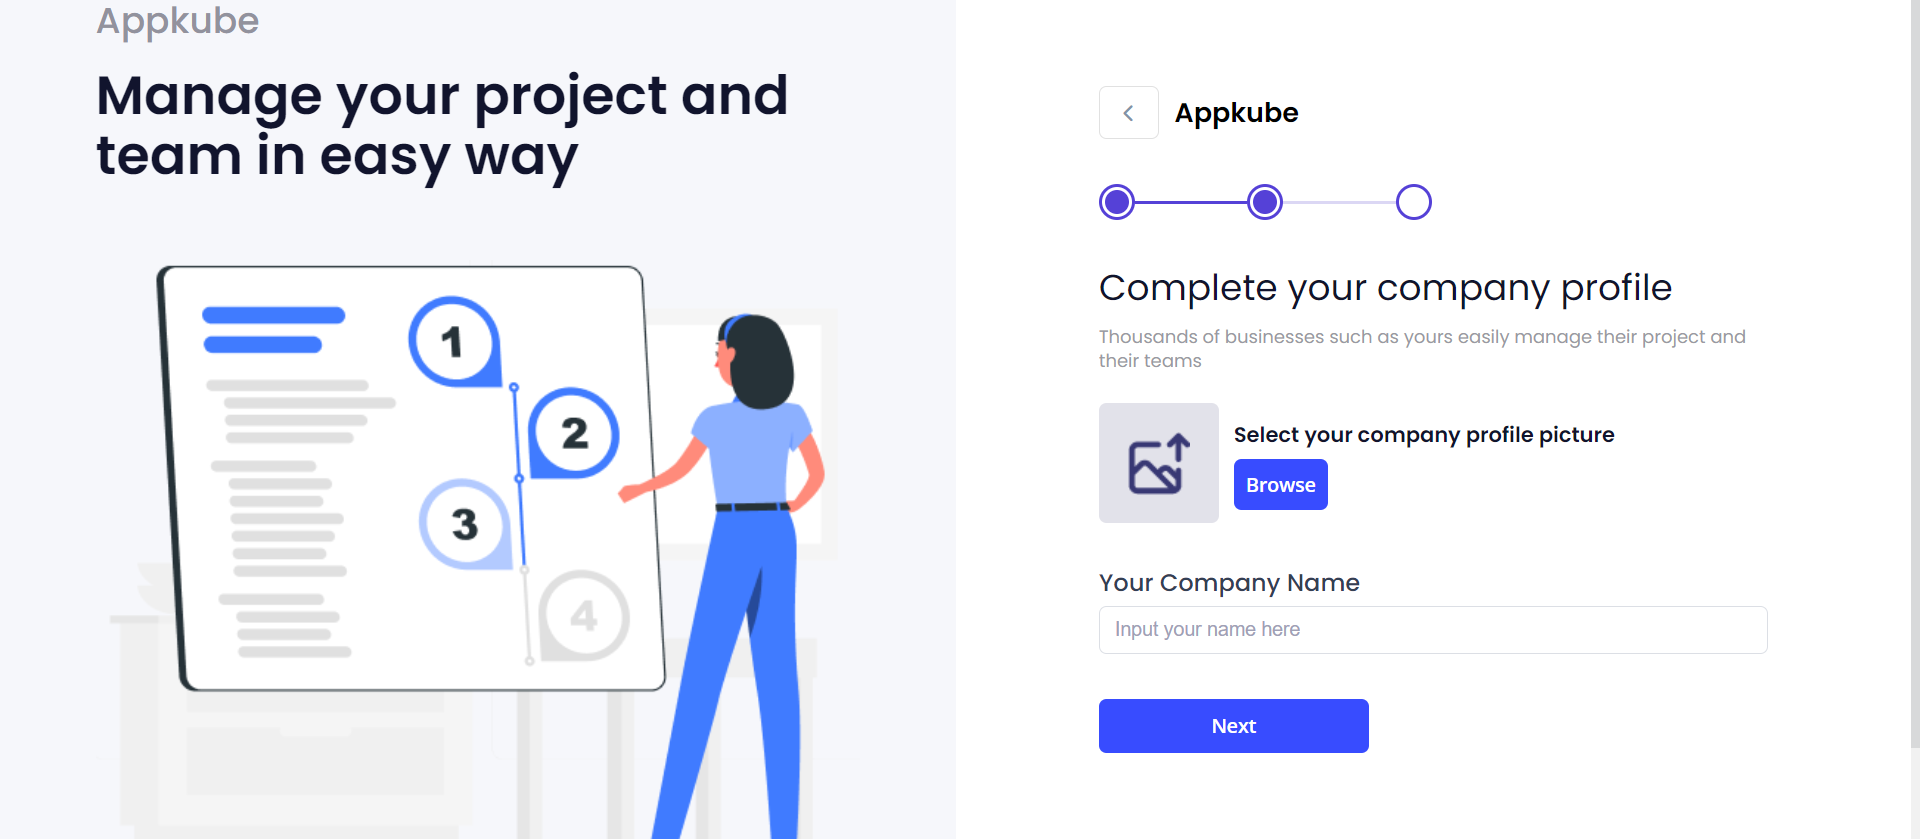 Appkube
Manage your project and
team in easy way
1
2
3
4
Appkube
Complete your company profile
Thousands of businesses such as yours easily manage their project and
their teams
Select your company profile picture
Browse
Your Company Name
Input your name here
Next